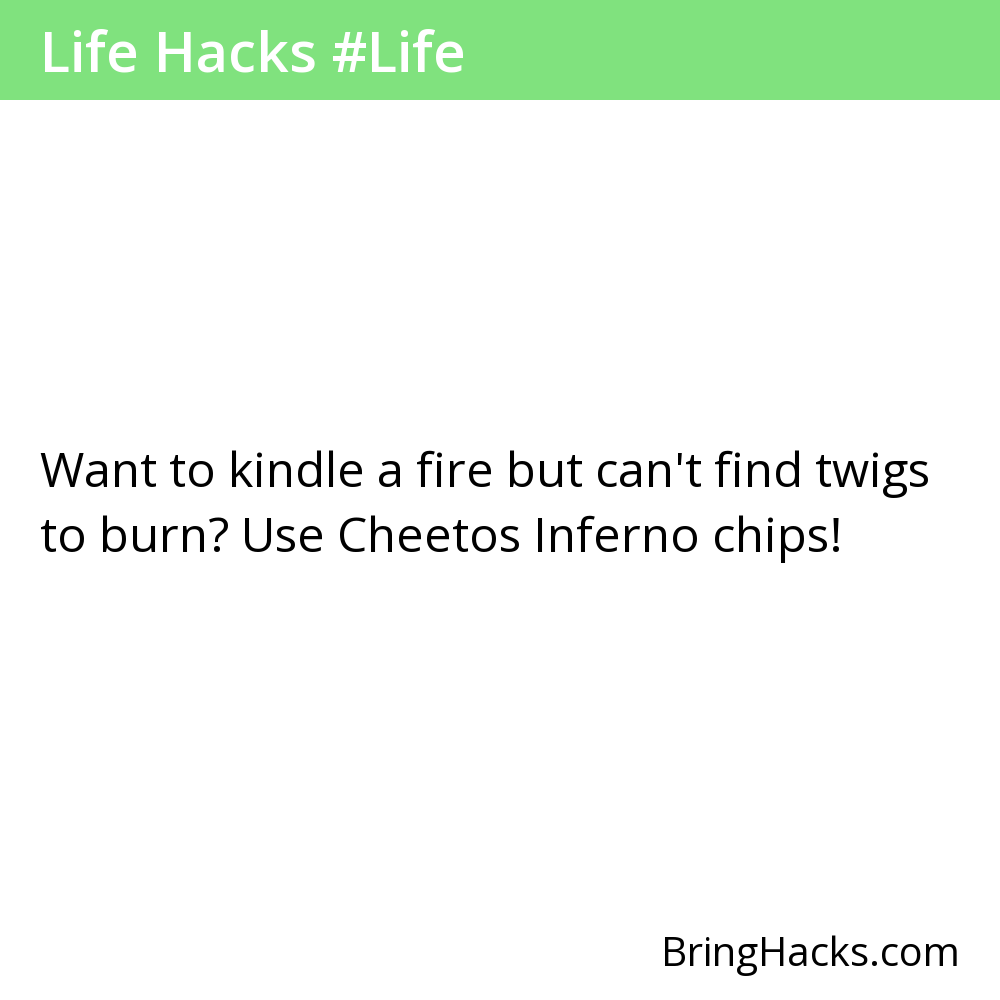 Life Hacks #Life
Want to kindle a fire but can't find twigs
to burn? Use Cheetos Inferno chips!
BringHacks.com